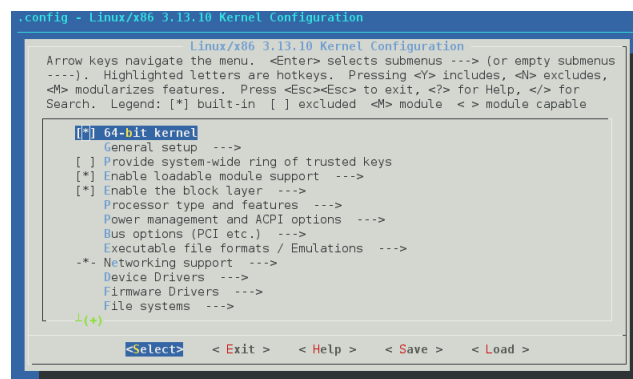 .config - Linux/x86 3.13.10 Kernel Configuration
Linux/x86 3.13.10 Kernel Configuration
Arrow keys navigate the menu.  <Enter> selects submenus ---> (or empty submenus
----).  Highlighted letters are hotkeys.  Pressing <Y> includes, <N> excludes,
<M> modularizes features.  Press <Esc><Esc> to exit, <?> for Help, </> for
Search.  Legend: [*] built-in  [ ] excluded  <M> module  < > module capable
[*] 64-bit kernel
General setup  --->
[ ] Provide system-wide ring of trusted keys
[*] Enable loadable module support  --->
[*] Enable the block layer  --->
Processor type and features  --->
Power management and ACPI options  --->
Bus options (PCI etc.)  --->
Executable file formats / Emulations  --->
-*- Networking support  --->
Device Drivers  --->
Firmware Drivers  --->
File systems  --->
┴(+)
<Select>    < Exit >    < Help >    < Save >    < Load >